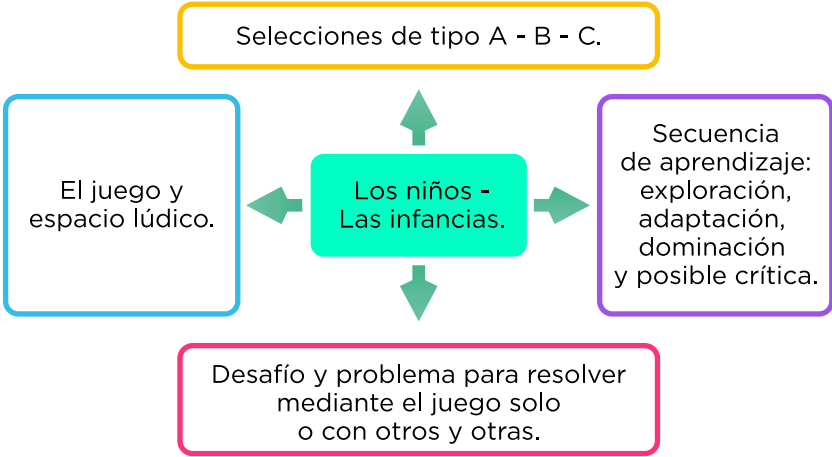 Selecciones de tipo A - B - C.
El juego y
espacio lúdico.
Los niños -
Las infancias.
Secuencia
de aprendizaje:
exploración,
adaptación,
dominación
y posible crítica.
Desafío y problema para resolver
mediante el juego solo
o con otros y otras.